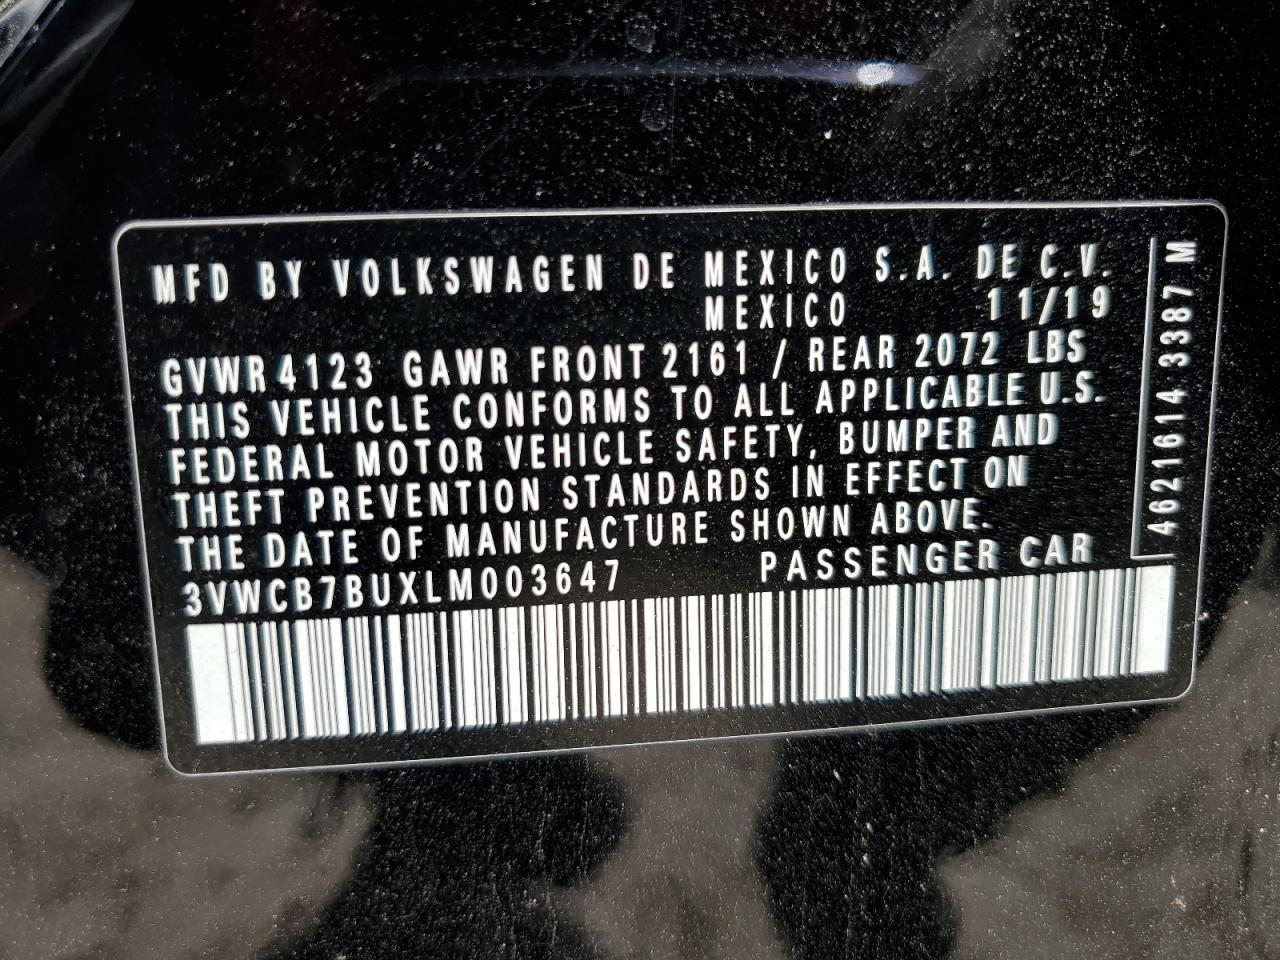 MFD BY VOLKSWAGEN DE MEXICO S.A. DE C.V.
MEXICO 11/19
GVWR 4123 GAWR FRONT 2161 / REAR 2072 LBS
THIS VEHICLE CONFORMS TO ALL APPLICABLE U.S.
FEDERAL MOTOR VEHICLE SAFETY, BUMPER AND
THEFT PREVENTION STANDARDS IN EFFECT ON
THE DATE OF MANUFACTURE SHOWN ABOVE.
3VWCB7BUXLM003647 PASSENGER CAR
4621614 3387 M